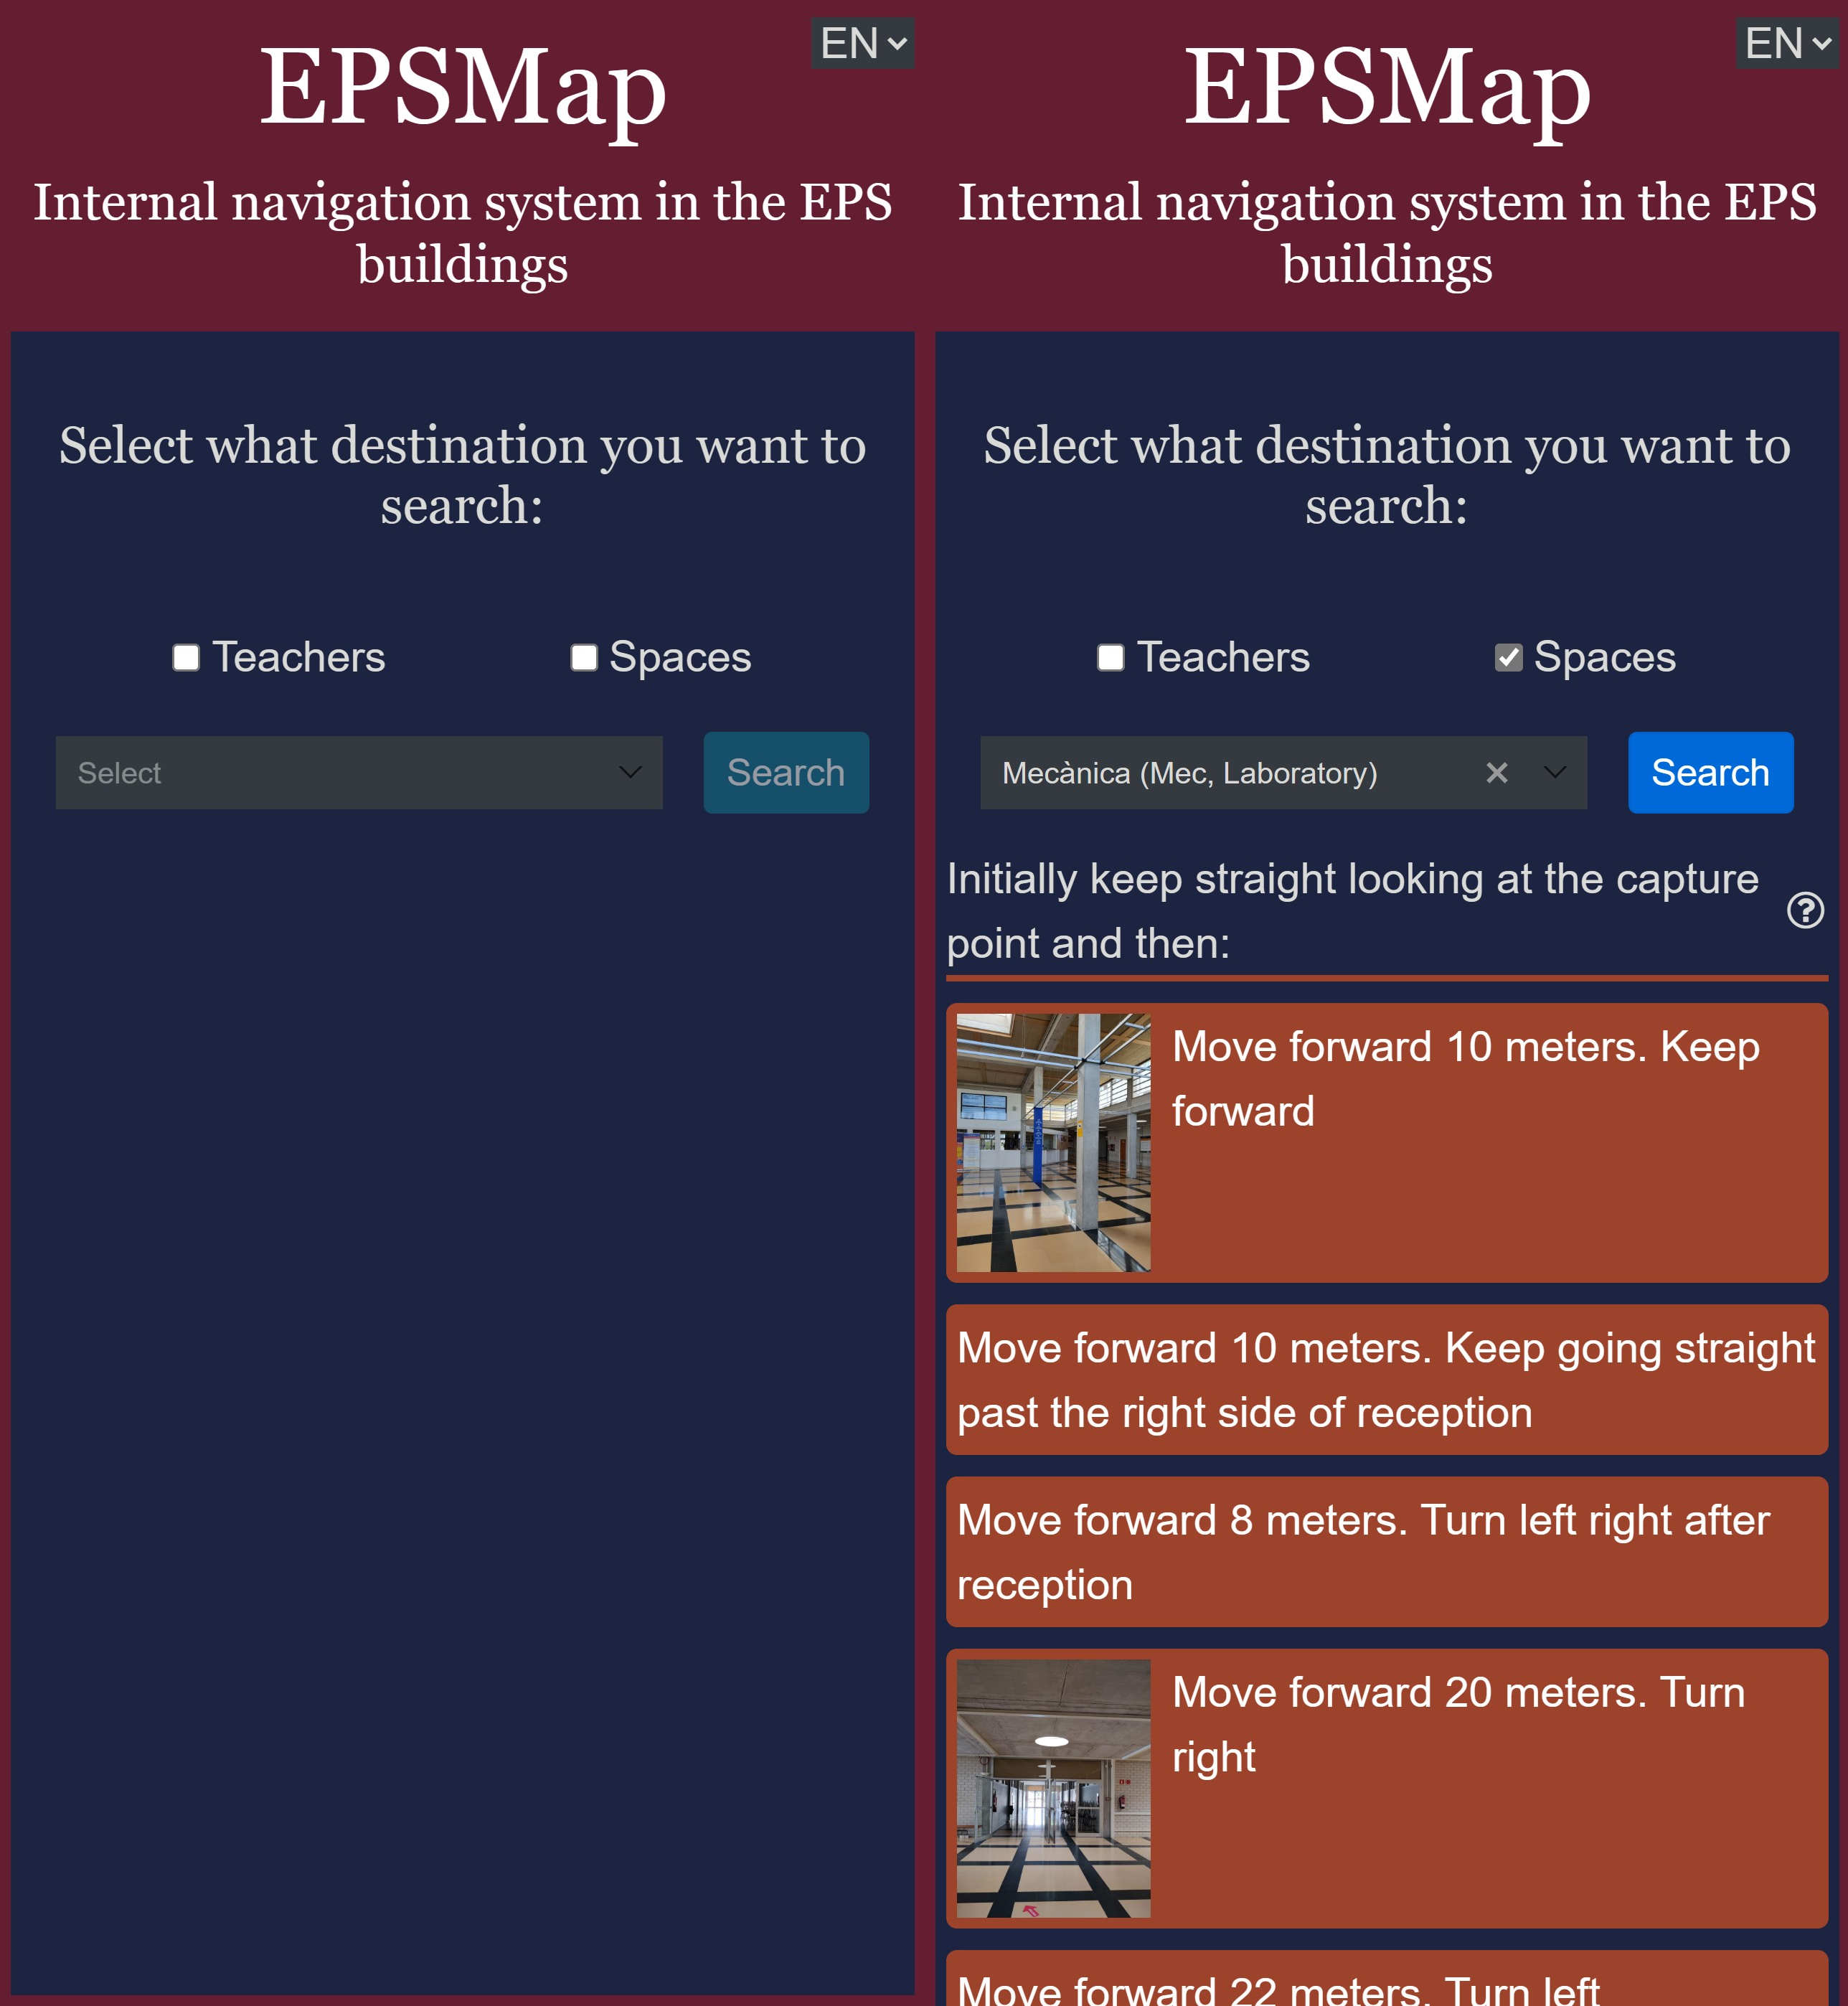 EN
EPSMap
Internal navigation system in the EPS
buildings
Select what destination you want to
search:
Teachers
Spaces
Select
Search
EN
EPSMap
Internal navigation system in the EPS
buildings
Select what destination you want to
search:
Teachers
Spaces
Mecànica (Mec, Laboratory)
Search
Initially keep straight looking at the capture
point and then:
Move forward 10 meters. Keep
forward
Move forward 10 meters. Keep going straight
past the right side of reception
Move forward 8 meters. Turn left right after
reception
Move forward 20 meters. Turn
right
Move forward 22 meters. Turn left